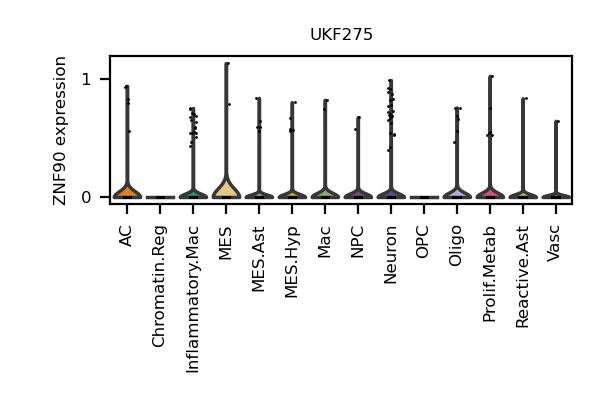 UKF275
ZNF90 expression
1
0
AC
Chromatin.Reg
Inflammatory.Mac
MES
MES.Ast
MES.Hyp
Mac
NPC
Neuron
OPC
Oligo
Prolif.Metab
Reactive.Ast
Vasc